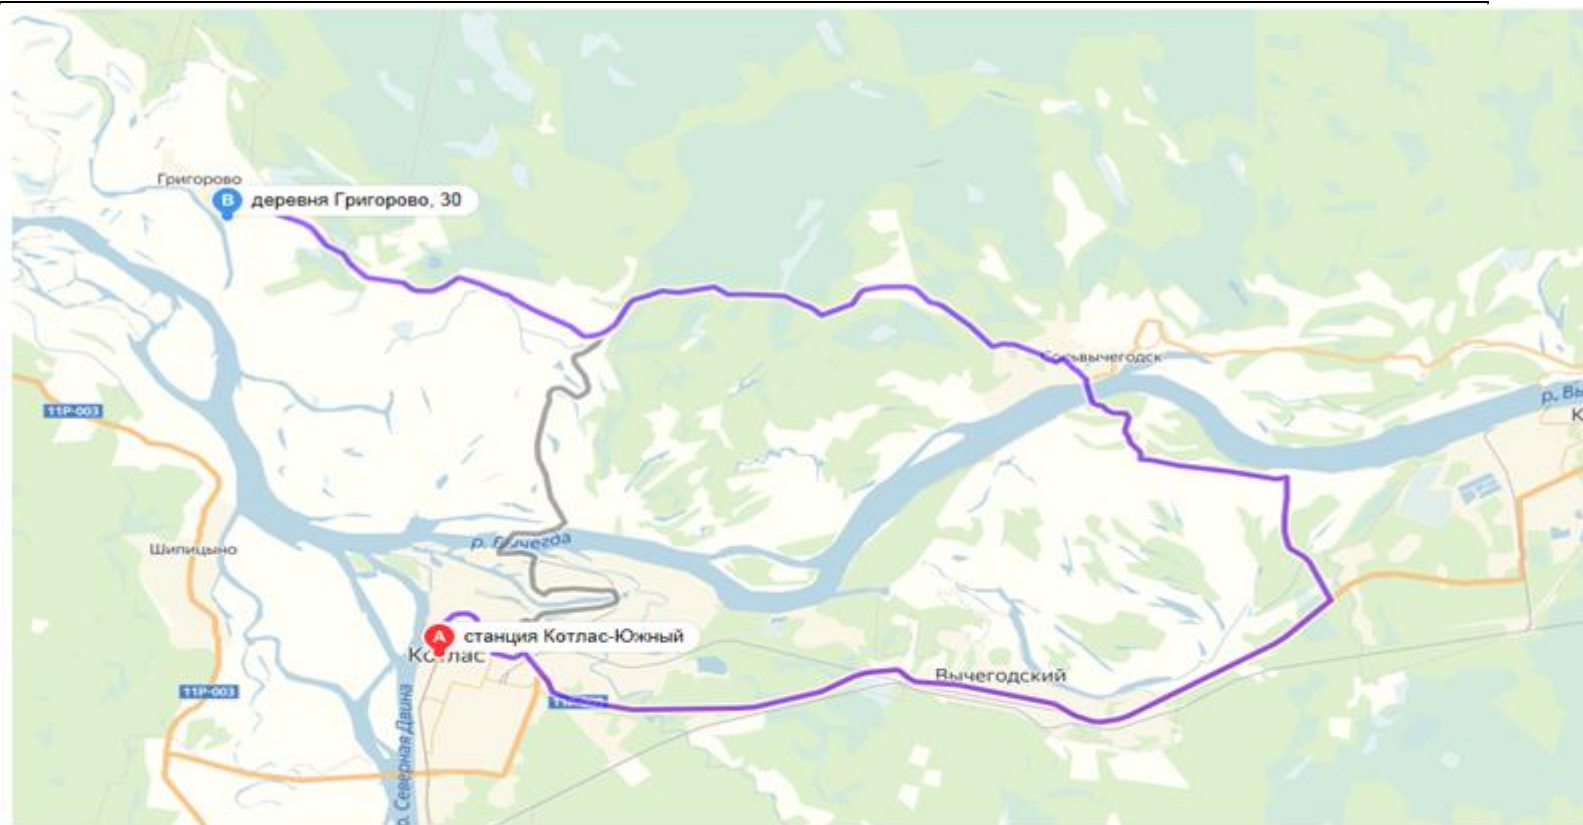 Григорово
В
деревня Григорово, 30
Сольвычегодск
11Р-003
р. Вы
К
р. Вычегда
Шипицыно
А
станция Котлас-Южный
Котлас
Вычегодский
11Р-003
р. Северная Двина